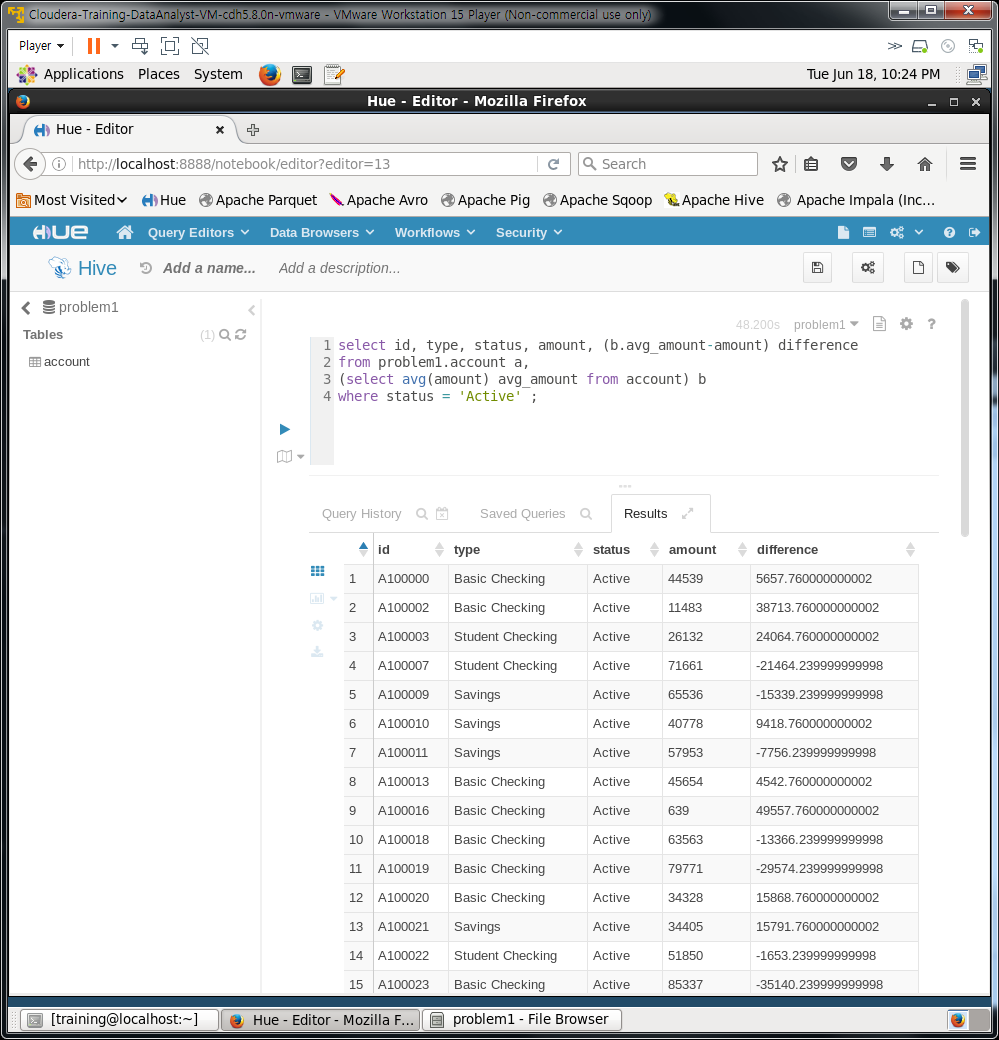 Cloudera-Training-DataAnalyst-VM-cdh5.8.0n-vmware - VMware Workstation 15 Player (Non-commercial use only)
Player
Applications Places System Tue Jun 18, 10:24 PM
Hue - Editor - Mozilla Firefox
Hue - Editor
http://localhost:8888/notebook/editor?editor=13 Search
Most Visited Hue Apache Parquet Apache Avro Apache Pig Apache Sqoop Apache Hive Apache Impala (Inc...
HUE Query Editors Data Browsers Workflows Security
Hive Add a name... Add a description...
problem1
Tables (1)
account
48.200s problem1 ?
1 select id, type, status, amount, (b.avg_amount-amount) difference
2 from problem1.account a,
3 (select avg(amount) avg_amount from account) b
4 where status = 'Active' ;
Query History Saved Queries Results
id type status amount difference
1 A100000 Basic Checking Active 44539 5657.760000000002
2 A100002 Basic Checking Active 11483 38713.760000000002
3 A100003 Student Checking Active 26132 24064.760000000002
4 A100007 Student Checking Active 71661 -21464.239999999998
5 A100009 Savings Active 65536 -15339.239999999998
6 A100010 Savings Active 40778 9418.760000000002
7 A100011 Savings Active 57953 -7756.239999999998
8 A100013 Basic Checking Active 45654 4542.760000000002
9 A100016 Basic Checking Active 639 49557.760000000002
10 A100018 Basic Checking Active 63563 -13366.239999999998
11 A100019 Basic Checking Active 79771 -29574.239999999998
12 A100020 Basic Checking Active 34328 15868.760000000002
13 A100021 Savings Active 34405 15791.760000000002
14 A100022 Student Checking Active 51850 -1653.239999999998
15 A100023 Basic Checking Active 85337 -35140.239999999998
[training@localhost:~] Hue - Editor - Mozilla F... problem1 - File Browser